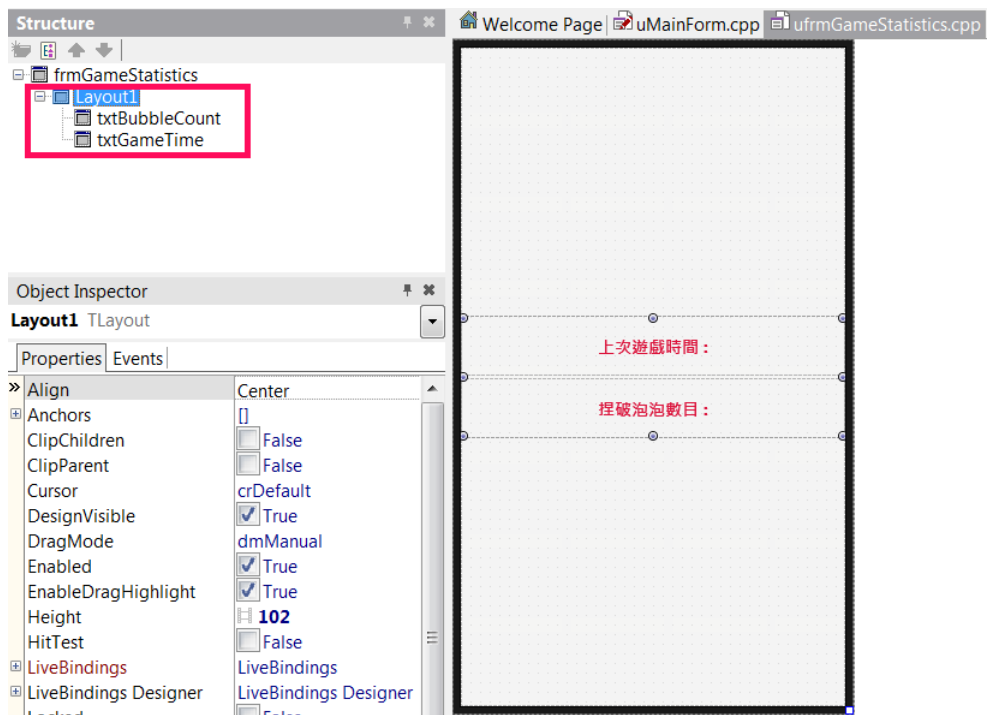 Structure
frmGameStatistics
Layout1
txtBubbleCount
txtGameTime
Object Inspector
Layout1 TLayout
Properties Events
Align Center
Anchors []
ClipChildren False
ClipParent False
Cursor crDefault
DesignVisible True
DragMode dmManual
Enabled True
EnableDragHighlight True
Height 102
HitTest False
LiveBindings LiveBindings
LiveBindings Designer LiveBindings Designer
Locked False
Welcome Page uMainForm.cpp ufrmGameStatistics.cpp
上次遊戲時間：
捏破泡泡數目：